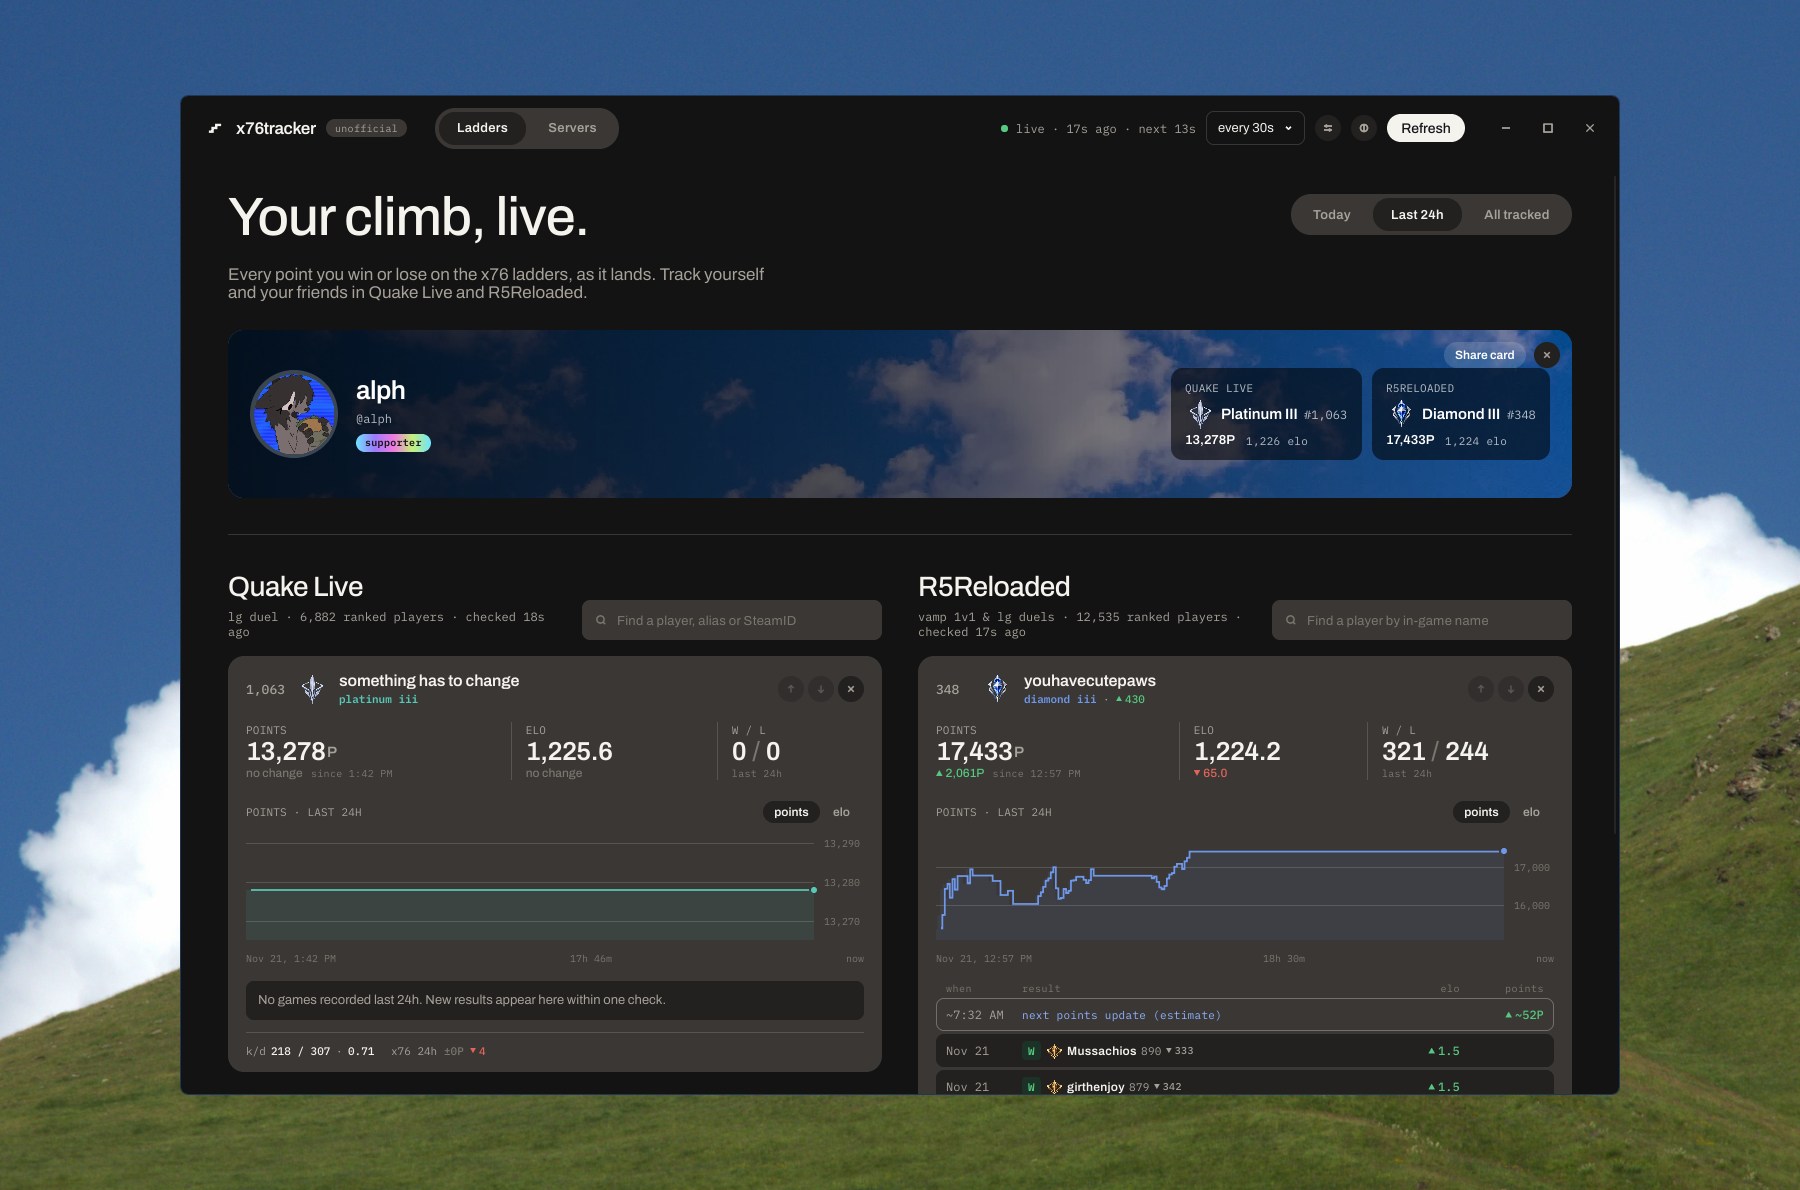 x76tracker unofficial Ladders Servers live · 17s ago · next 13s every 30s Refresh
Your climb, live.
Today Last 24h All tracked
Every point you win or lose on the x76 ladders, as it lands. Track yourself
and your friends in Quake Live and R5Reloaded.
Share card
alph
@alph
supporter
QUAKE LIVE
Platinum III #1,063
13,278P 1,226 elo
R5RELOADED
Diamond III #348
17,433P 1,224 elo
Quake Live
lg duel · 6,882 ranked players · checked 18s
ago
Find a player, alias or SteamID
1,063 something has to change
platinum iii
POINTS ELO W / L
13,278P 1,225.6 0 / 0
no change since 1:42 PM no change last 24h
POINTS · LAST 24H points elo
13,290
13,280
13,270
Nov 21, 1:42 PM 17h 46m now
No games recorded last 24h. New results appear here within one check.
k/d 218 / 307 · 0.71 x76 24h ±0P ▼4
R5Reloaded
vamp 1v1 & lg duels · 12,535 ranked players ·
checked 17s ago
Find a player by in-game name
348 youhavecutepaws
diamond iii · ▲430
POINTS ELO W / L
17,433P 1,224.2 321 / 244
▲2,061P since 12:57 PM ▼65.0 last 24h
POINTS · LAST 24H points elo
17,000
16,000
Nov 21, 12:57 PM 18h 30m now
when result elo points
~7:32 AM next points update (estimate) ▲~52P
Nov 21 W Mussachios 890 ▼333 ▲1.5
Nov 21 W girthenjoy 879 ▼342 ▲1.5